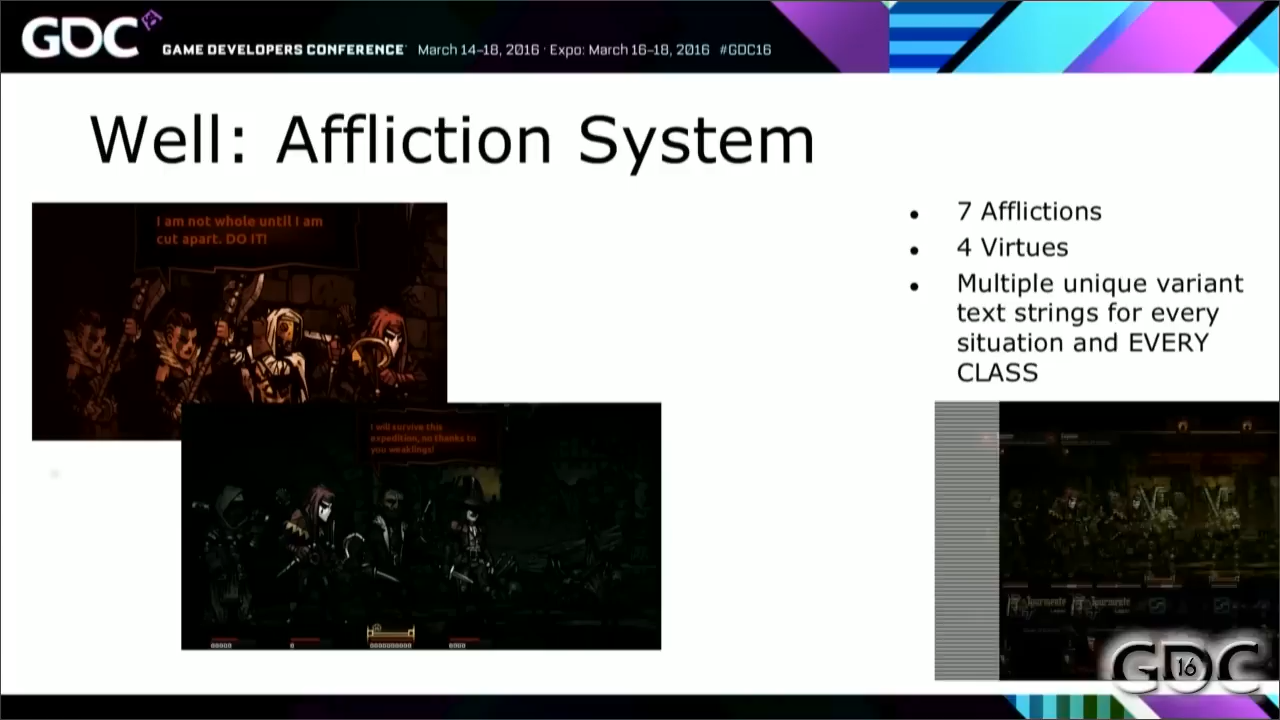 GDC
GAME DEVELOPERS CONFERENCE March 14–18, 2016 · Expo: March 16–18, 2016 #GDC16
Well: Affliction System
I am not whole until I am
cut apart. DO IT!
I will survive this
expedition, no thanks to
you weaklings!
• 7 Afflictions
• 4 Virtues
• Multiple unique variant
text strings for every
situation and EVERY
CLASS
GDC
16